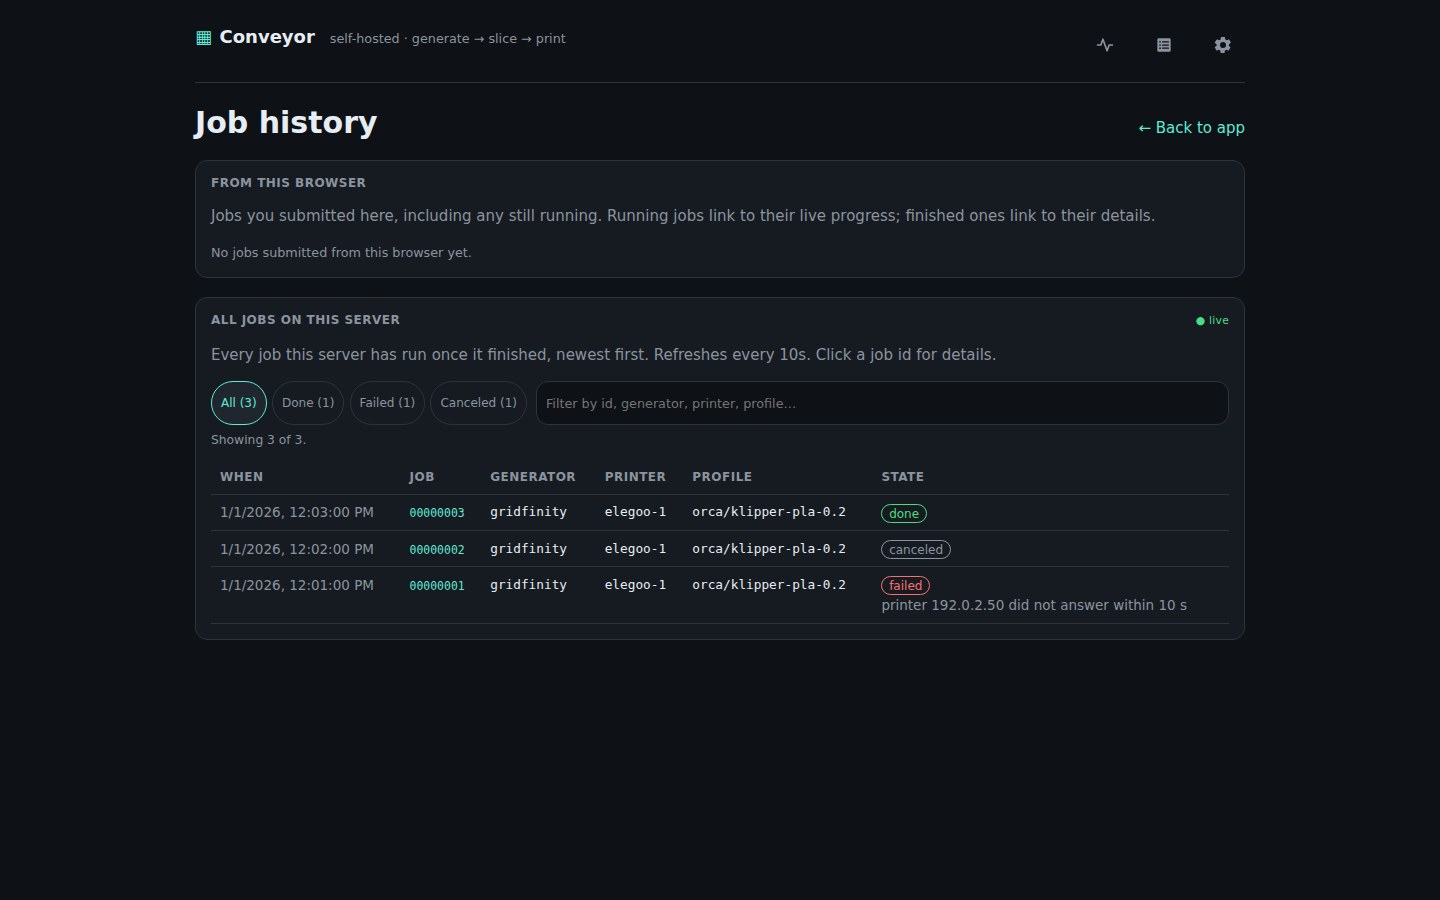 ▦ Conveyor self-hosted · generate → slice → print
Job history
← Back to app
FROM THIS BROWSER
Jobs you submitted here, including any still running. Running jobs link to their live progress; finished ones link to their details.
No jobs submitted from this browser yet.
ALL JOBS ON THIS SERVER
● live
Every job this server has run once it finished, newest first. Refreshes every 10s. Click a job id for details.
All (3) Done (1) Failed (1) Canceled (1) Filter by id, generator, printer, profile...
Showing 3 of 3.
WHEN JOB GENERATOR PRINTER PROFILE STATE
1/1/2026, 12:03:00 PM 00000003 gridfinity elegoo-1 orca/klipper-pla-0.2 done
1/1/2026, 12:02:00 PM 00000002 gridfinity elegoo-1 orca/klipper-pla-0.2 canceled
1/1/2026, 12:01:00 PM 00000001 gridfinity elegoo-1 orca/klipper-pla-0.2 failed
printer 192.0.2.50 did not answer within 10 s